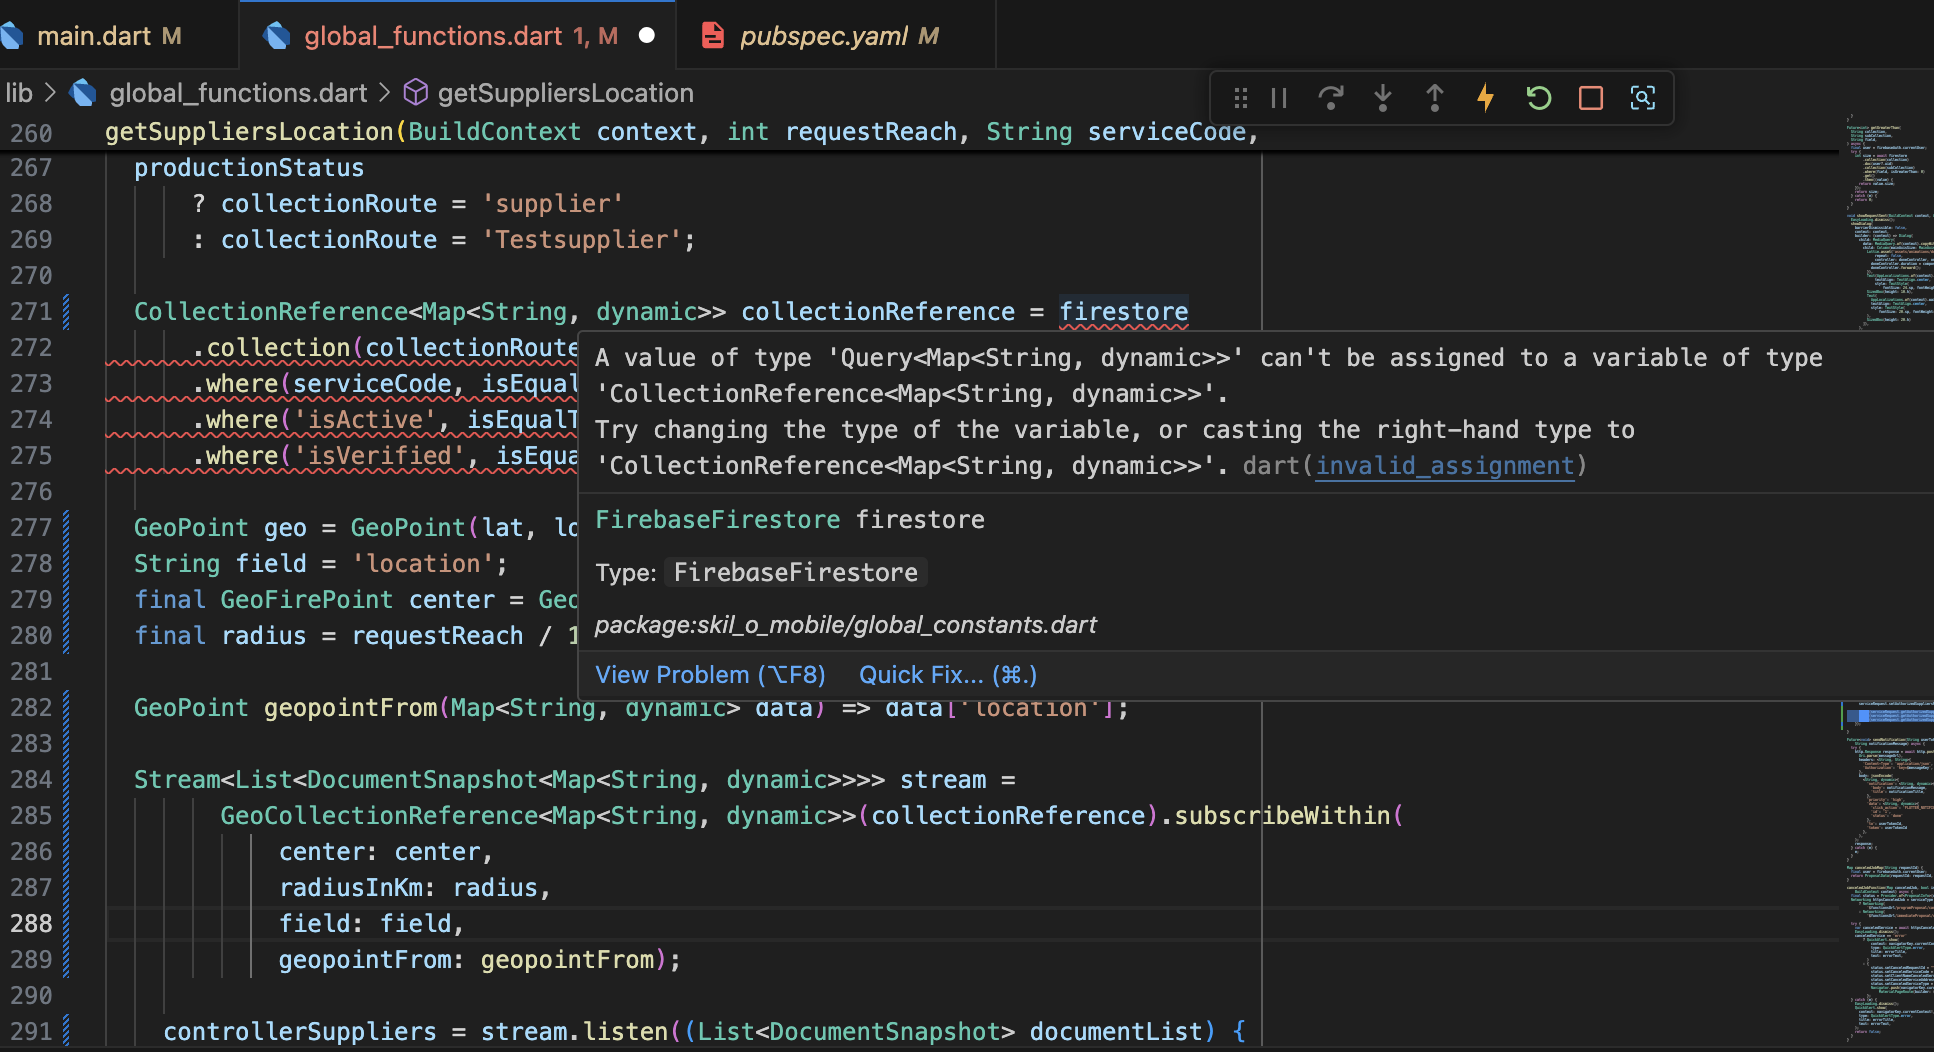 main.dart M
global_functions.dart 1, M
pubspec.yaml M
lib > global_functions.dart > getSuppliersLocation
260 getSuppliersLocation(BuildContext context, int requestReach, String serviceCode,
267 productionStatus
268 ? collectionRoute = 'supplier'
269 : collectionRoute = 'Testsupplier';
270
271 CollectionReference<Map<String, dynamic>> collectionReference = firestore
272 .collection(collectionRoute
273 .where(serviceCode, isEqual
274 .where('isActive', isEqualT
275 .where('isVerified', isEqua
A value of type 'Query<Map<String, dynamic>>' can't be assigned to a variable of type
'CollectionReference<Map<String, dynamic>>'.
Try changing the type of the variable, or casting the right-hand type to
'CollectionReference<Map<String, dynamic>>'. dart(invalid_assignment)
FirebaseFirestore firestore
Type: FirebaseFirestore
package:skil_o_mobile/global_constants.dart
View Problem (⌥F8) Quick Fix... (⌘.)
276
277 GeoPoint geo = GeoPoint(lat, lo
278 String field = 'location';
279 final GeoFirePoint center = Geo
280 final radius = requestReach / 1
281
282 GeoPoint geopointFrom(Map<String, dynamic> data) => data['location'];
283
284 Stream<List<DocumentSnapshot<Map<String, dynamic>>>> stream =
285 GeoCollectionReference<Map<String, dynamic>>(collectionReference).subscribeWithin(
286 center: center,
287 radiusInKm: radius,
288 field: field,
289 geopointFrom: geopointFrom);
290
291 controllerSuppliers = stream.listen((List<DocumentSnapshot> documentList) {